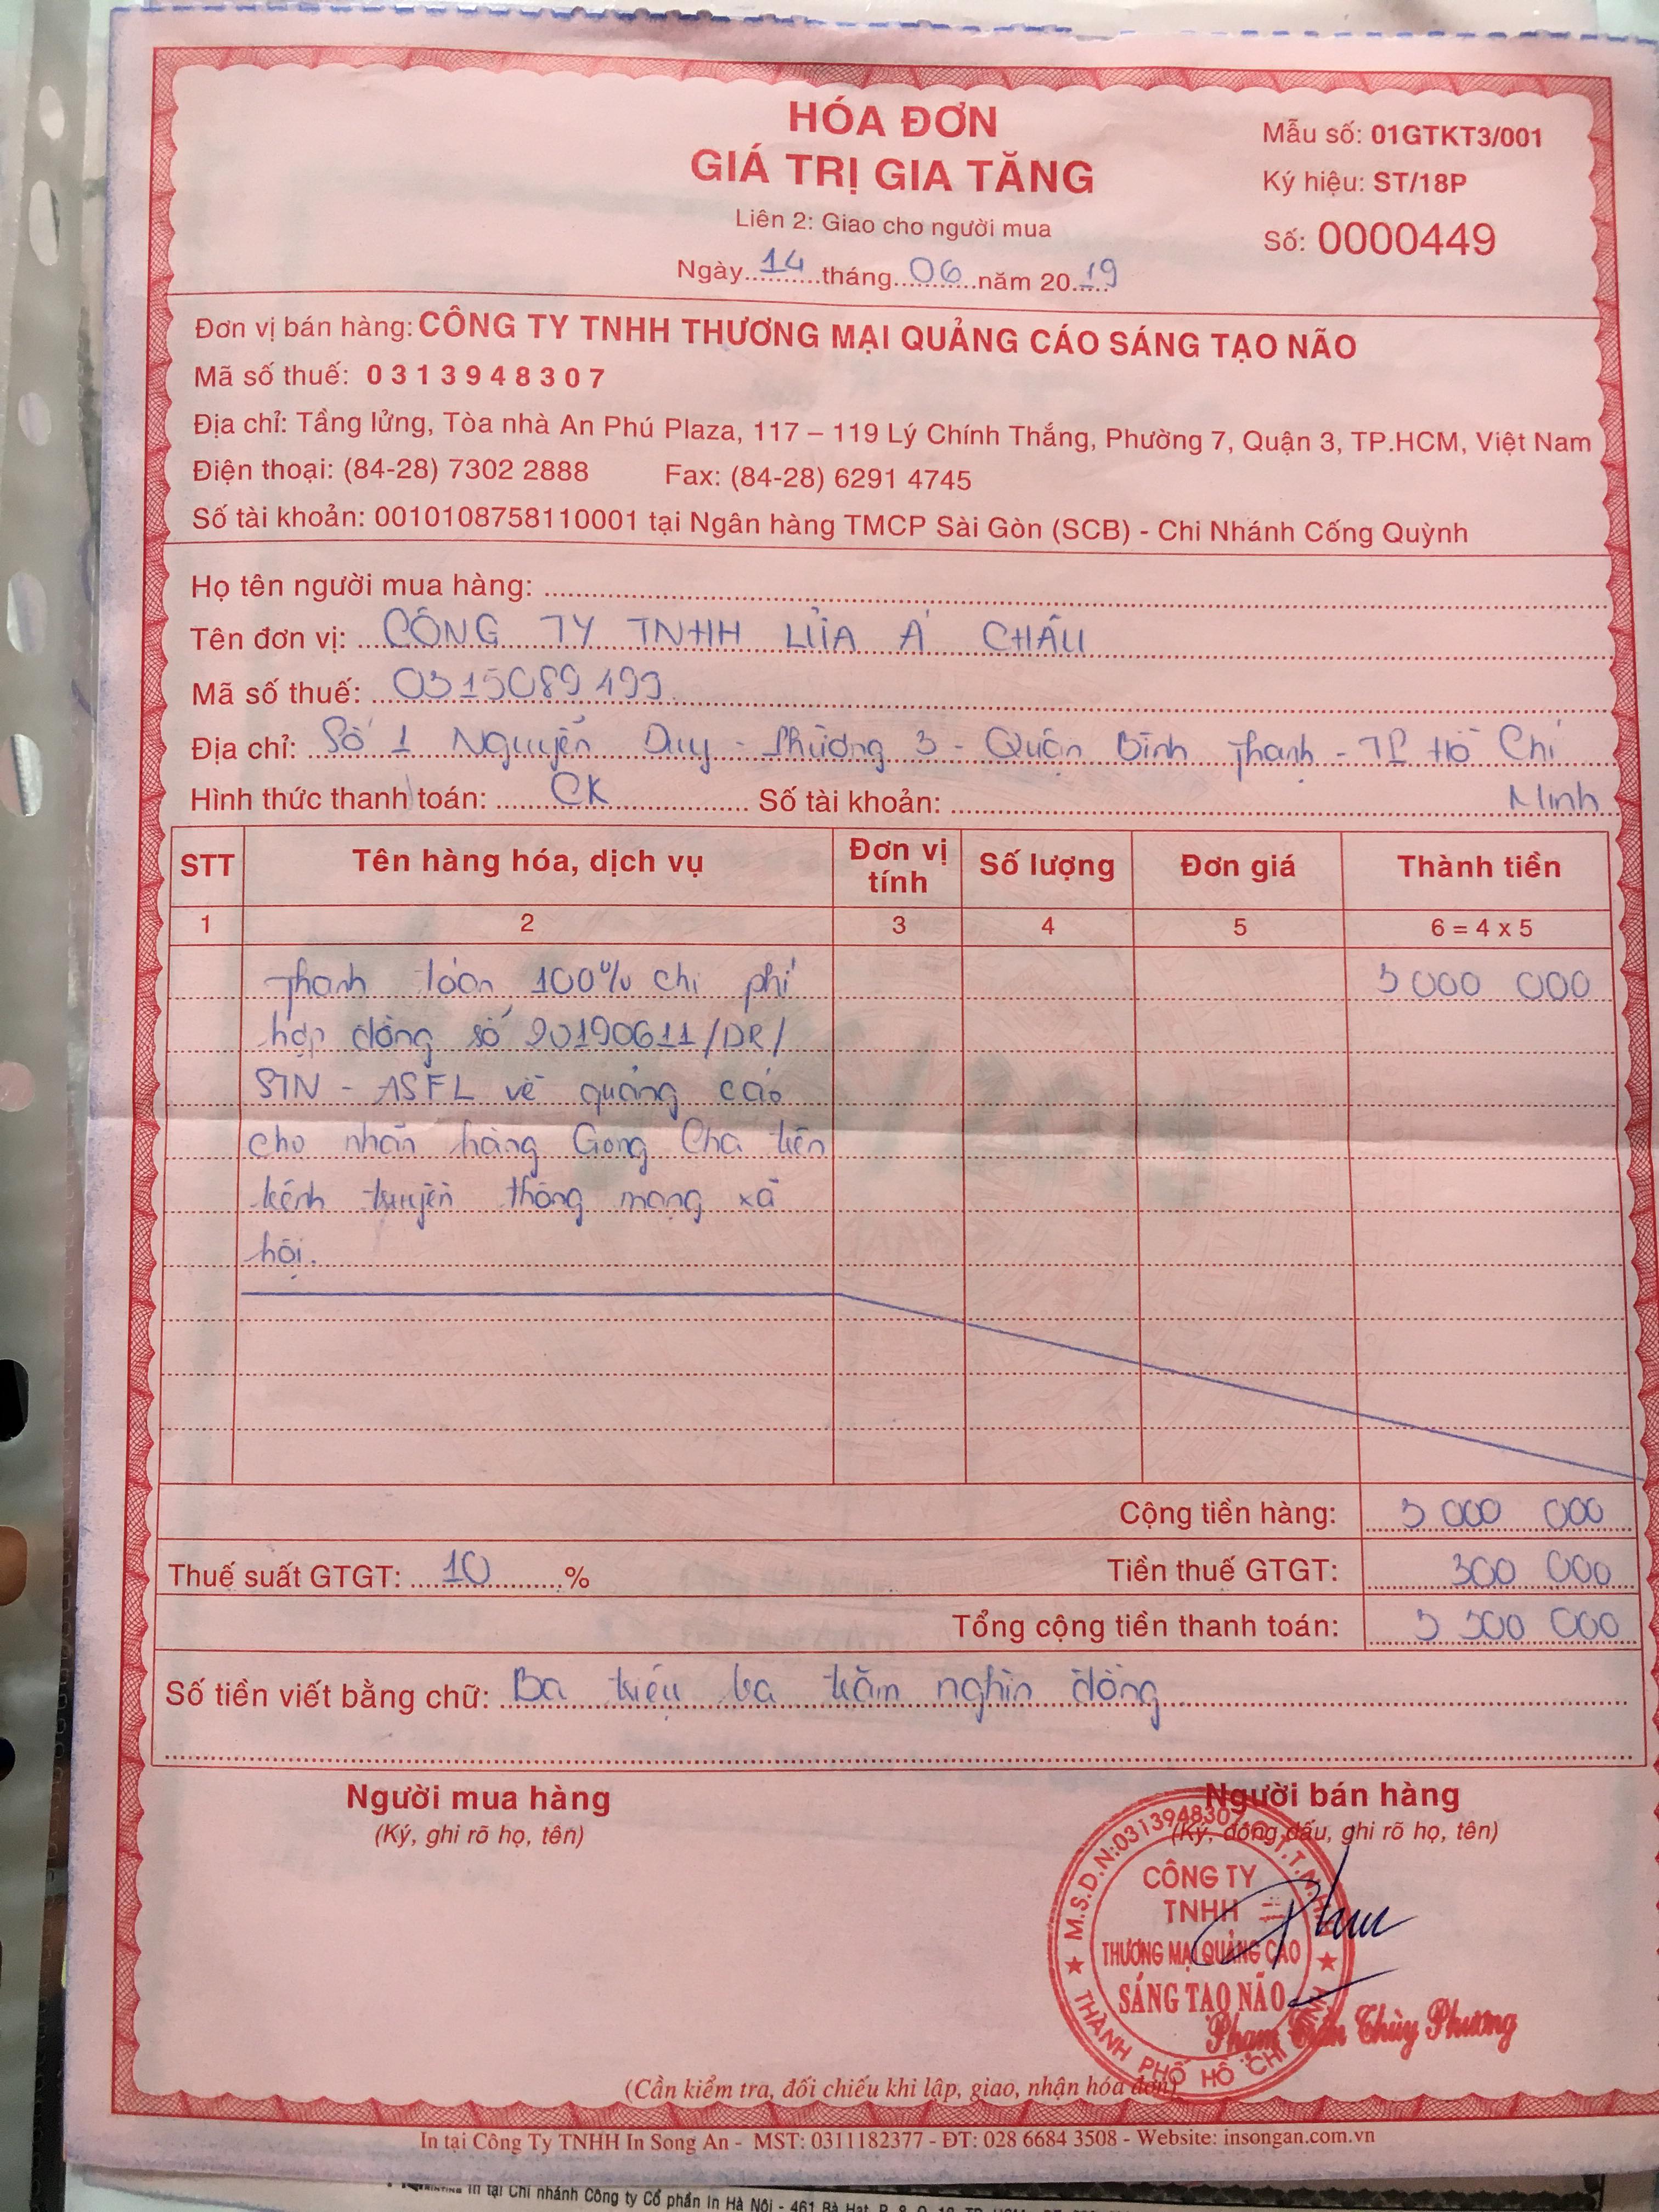 HÓA ĐƠN
GIÁ TRỊ GIA TĂNG
Liên 2: Giao cho người mua
Ngày 14 tháng 06 năm 2019
Mẫu số: 01GTKT3/001
Ký hiệu: ST/18P
Số: 0000449
Đơn vị bán hàng: CÔNG TY TNHH THƯƠNG MẠI QUẢNG CÁO SÁNG TẠO NÃO
Mã số thuế: 0313948307
Địa chỉ: Tầng lửng, Tòa nhà An Phú Plaza, 117 – 119 Lý Chính Thắng, Phường 7, Quận 3, TP.HCM, Việt Nam
Điện thoại: (84-28) 7302 2888 Fax: (84-28) 6291 4745
Số tài khoản: 0010108758110001 tại Ngân hàng TMCP Sài Gòn (SCB) - Chi Nhánh Cống Quỳnh
Họ tên người mua hàng:
Tên đơn vị: CÔNG TY TNHH LỬA Á CHÂU
Mã số thuế: 0315089499
Địa chỉ: Số 1 Nguyễn Duy - Phường 3 - Quận Bình Thạnh - TP Hồ Chí
Minh
Hình thức thanh toán: CK Số tài khoản:
STT Tên hàng hóa, dịch vụ Đơn vị tính Số lượng Đơn giá Thành tiền
1 2 3 4 5 6 = 4 x 5
Thanh toán 100% chi phí 3 000 000
hợp đồng số 20190611/DR/
STN - ASFL về quảng cáo
cho nhãn hàng Gong Cha trên
kênh truyền thông mạng xã
hội.
Cộng tiền hàng: 3 000 000
Thuế suất GTGT: 10 % Tiền thuế GTGT: 300 000
Tổng cộng tiền thanh toán: 3 300 000
Số tiền viết bằng chữ: Ba triệu ba trăm nghìn đồng
Người mua hàng
(Ký, ghi rõ họ, tên)
Người bán hàng
(Ký, đóng dấu, ghi rõ họ, tên)
M.S.D.N:0313948307
CÔNG TY
TNHH
THƯƠNG MẠI QUẢNG CÁO
SÁNG TẠO NÃO
THÀNH PHỐ HỒ CHÍ MINH
Phạm Trần Thùy Phương
(Cần kiểm tra, đối chiếu khi lập, giao, nhận hóa đơn)
In tại Công Ty TNHH In Song An - MST: 0311182377 - ĐT: 028 6684 3508 - Website: insongan.com.vn
In tại Chi nhánh Công ty Cổ phần In Hà Nội - 461 Bà Hạt